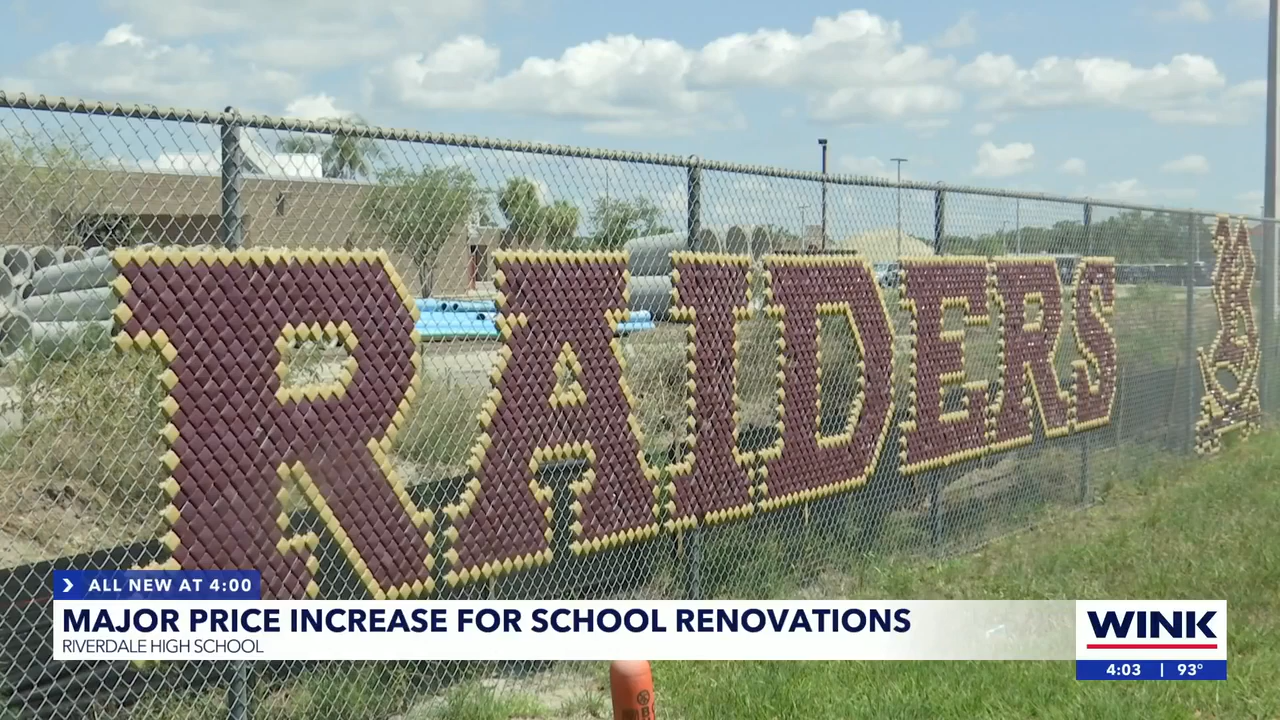 RAIDERS
ALL NEW AT 4:00
MAJOR PRICE INCREASE FOR SCHOOL RENOVATIONS
RIVERDALE HIGH SCHOOL
WINK
4:03 | 93°